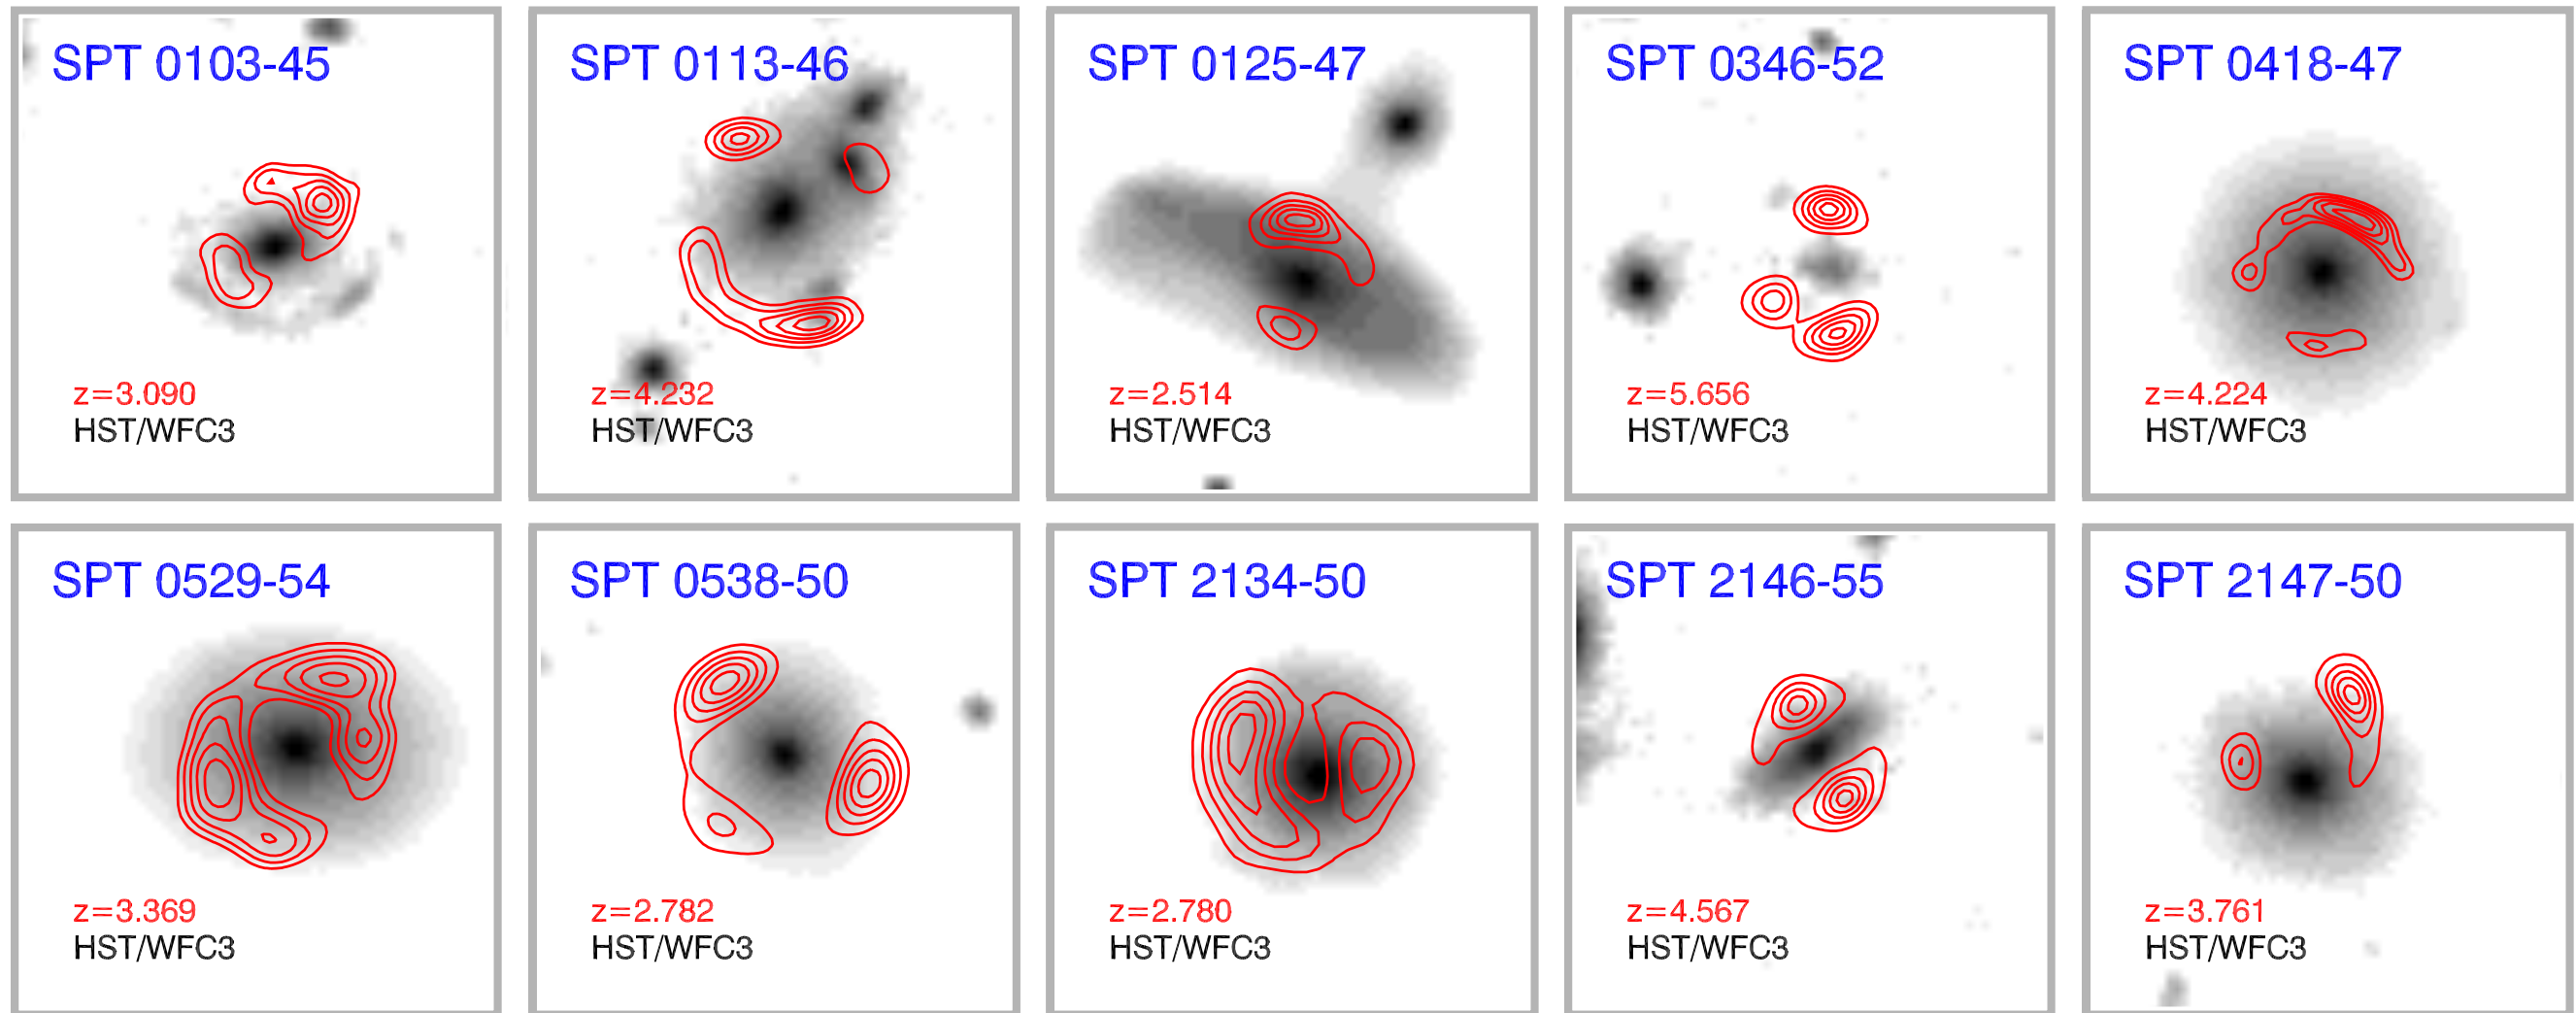 SPT 0103-45
z=3.090
HST/WFC3
SPT 0113-46
z=4.232
HST/WFC3
SPT 0125-47
z=2.514
HST/WFC3
SPT 0346-52
z=5.656
HST/WFC3
SPT 0418-47
z=4.224
HST/WFC3
SPT 0529-54
z=3.369
HST/WFC3
SPT 0538-50
z=2.782
HST/WFC3
SPT 2134-50
z=2.780
HST/WFC3
SPT 2146-55
z=4.567
HST/WFC3
SPT 2147-50
z=3.761
HST/WFC3